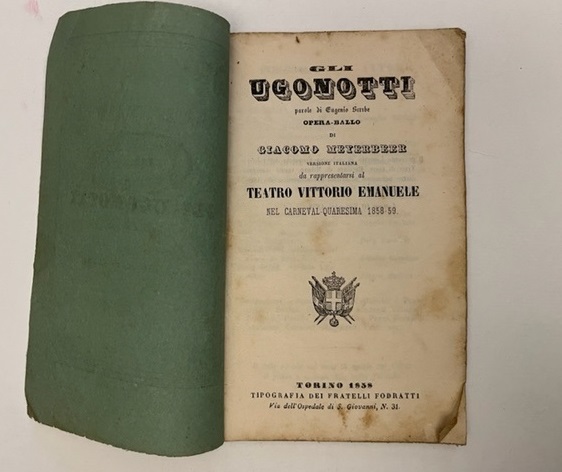 GLI
UGONOTTI
parole di Eugenio Scribe
OPERA-BALLO
DI
GIACOMO MEYERBEER
VERSIONE ITALIANA
da rappresentarsi al
TEATRO VITTORIO EMANUELE
NEL CARNEVAL-QUARESIMA 1858-59
TORINO 1858
TIPOGRAFIA DEI FRATELLI FODRATTI
Via dell'Ospedale di S. Giovanni, N. 31.